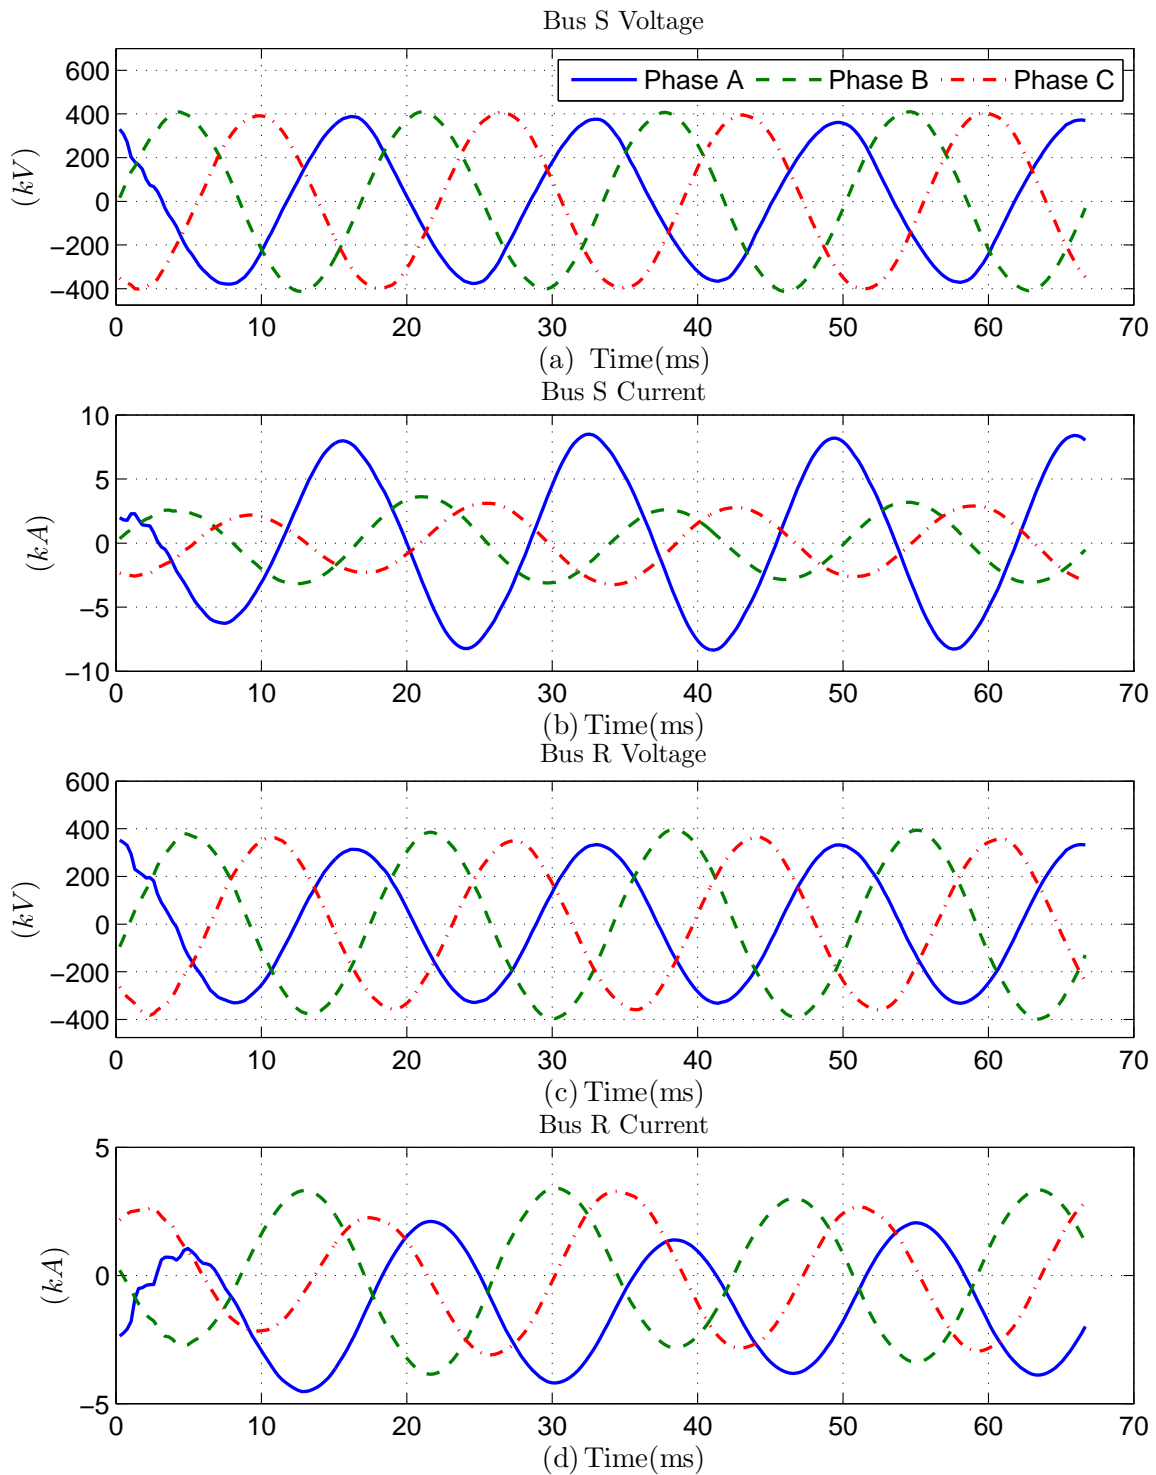 Bus S Voltage
600
400
200
0
−200
−400
(kV)
Phase A Phase B Phase C
0 10 20 30 40 50 60 70
(a) Time(ms)
Bus S Current
10
5
0
−5
−10
(kA)
0 10 20 30 40 50 60 70
(b) Time(ms)
Bus R Voltage
600
400
200
0
−200
−400
(kV)
0 10 20 30 40 50 60 70
(c) Time(ms)
Bus R Current
5
0
−5
(kA)
0 10 20 30 40 50 60 70
(d) Time(ms)